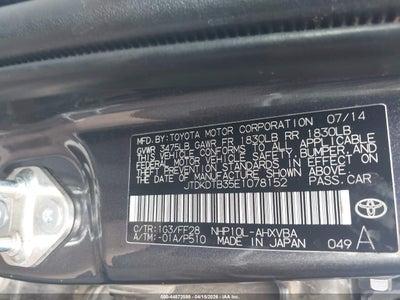 MFD. BY: TOYOTA MOTOR CORPORATION 07/14
GVWR 3475LB GAWR FR 1830LB RR 1830LB
THIS VEHICLE CONFORMS TO ALL APPLICABLE
FEDERAL MOTOR VEHICLE SAFETY, BUMPER, AND
THEFT PREVENTION STANDARDS IN EFFECT ON
THE DATE OF MANUFACTURE SHOWN ABOVE.
JTDKDTB35E1078152 PASS.CAR
C/TR:1G3/FF28 NHP10L-AHXVBA
A/TM:-01A/P510 MADE IN JAPAN 049 A
TOYOTA